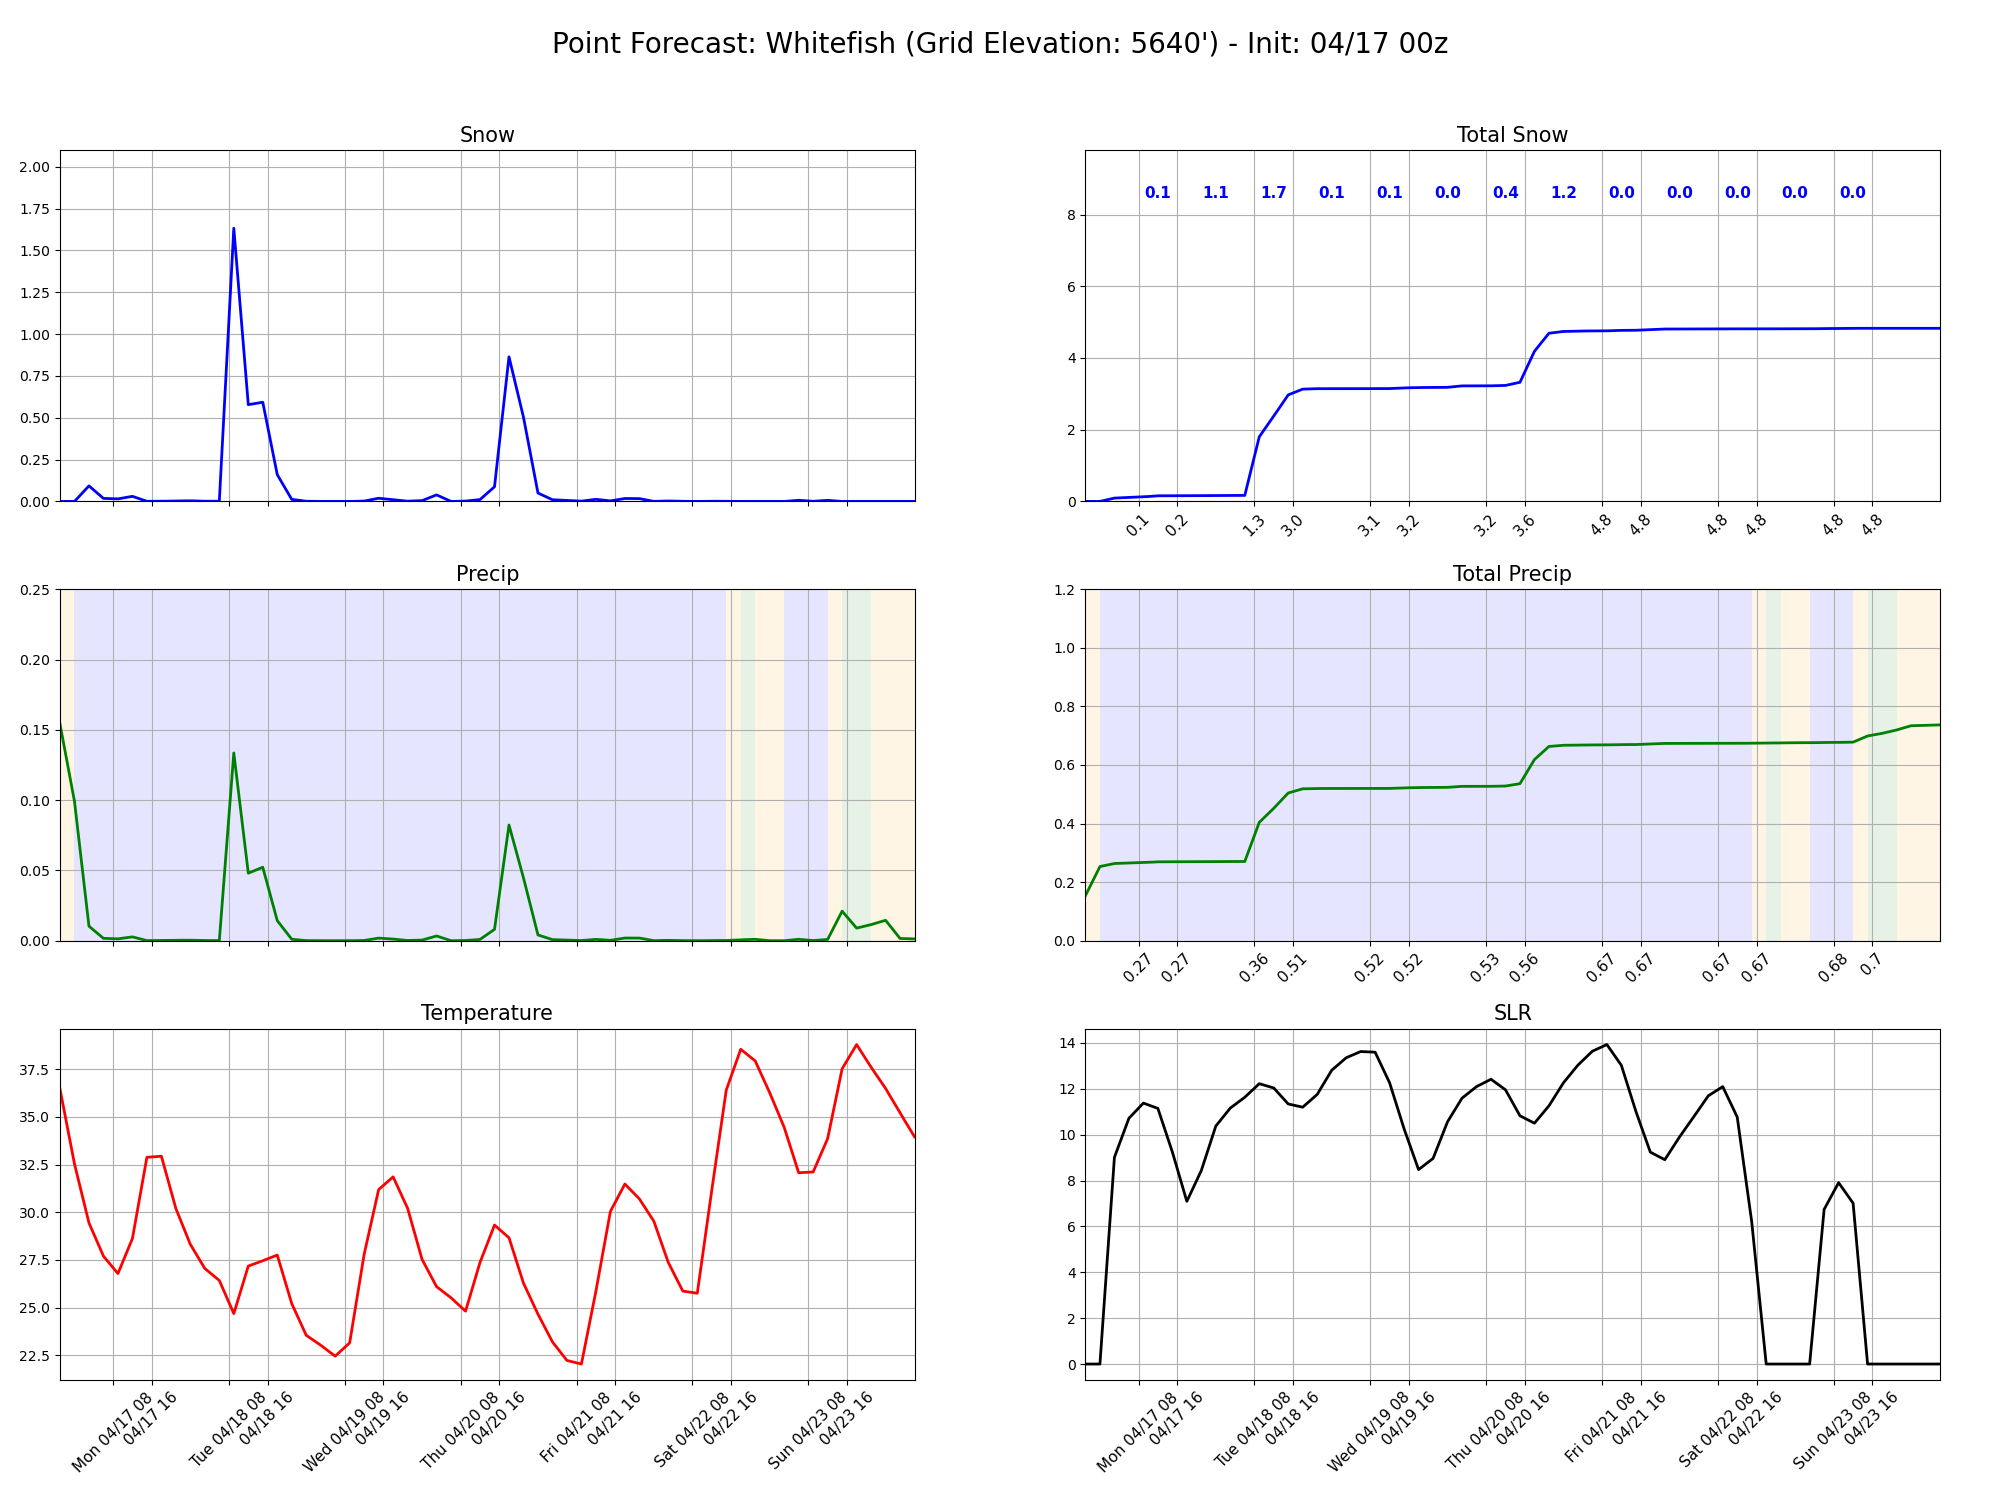 Point Forecast: Whitefish (Grid Elevation: 5640') - Init: 04/17 00z
Snow
2.00
1.75
1.50
1.25
1.00
0.75
0.50
0.25
0.00
Total Snow
0.1 1.1 1.7 0.1 0.1 0.0 0.4 1.2 0.0 0.0 0.0 0.0 0.0
8
6
4
2
0
0.1 0.2 1.3 3.0 3.1 3.2 3.2 3.6 4.8 4.8 4.8 4.8 4.8 4.8
Precip
0.25
0.20
0.15
0.10
0.05
0.00
Total Precip
1.2
1.0
0.8
0.6
0.4
0.2
0.0
0.27 0.27 0.36 0.51 0.52 0.52 0.53 0.56 0.67 0.67 0.67 0.67 0.68 0.7
Temperature
37.5
35.0
32.5
30.0
27.5
25.0
22.5
Mon 04/17 08
04/17 16
Tue 04/18 08
04/18 16
Wed 04/19 08
04/19 16
Thu 04/20 08
04/20 16
Fri 04/21 08
04/21 16
Sat 04/22 08
04/22 16
Sun 04/23 08
04/23 16
SLR
14
12
10
8
6
4
2
0
Mon 04/17 08
04/17 16
Tue 04/18 08
04/18 16
Wed 04/19 08
04/19 16
Thu 04/20 08
04/20 16
Fri 04/21 08
04/21 16
Sat 04/22 08
04/22 16
Sun 04/23 08
04/23 16